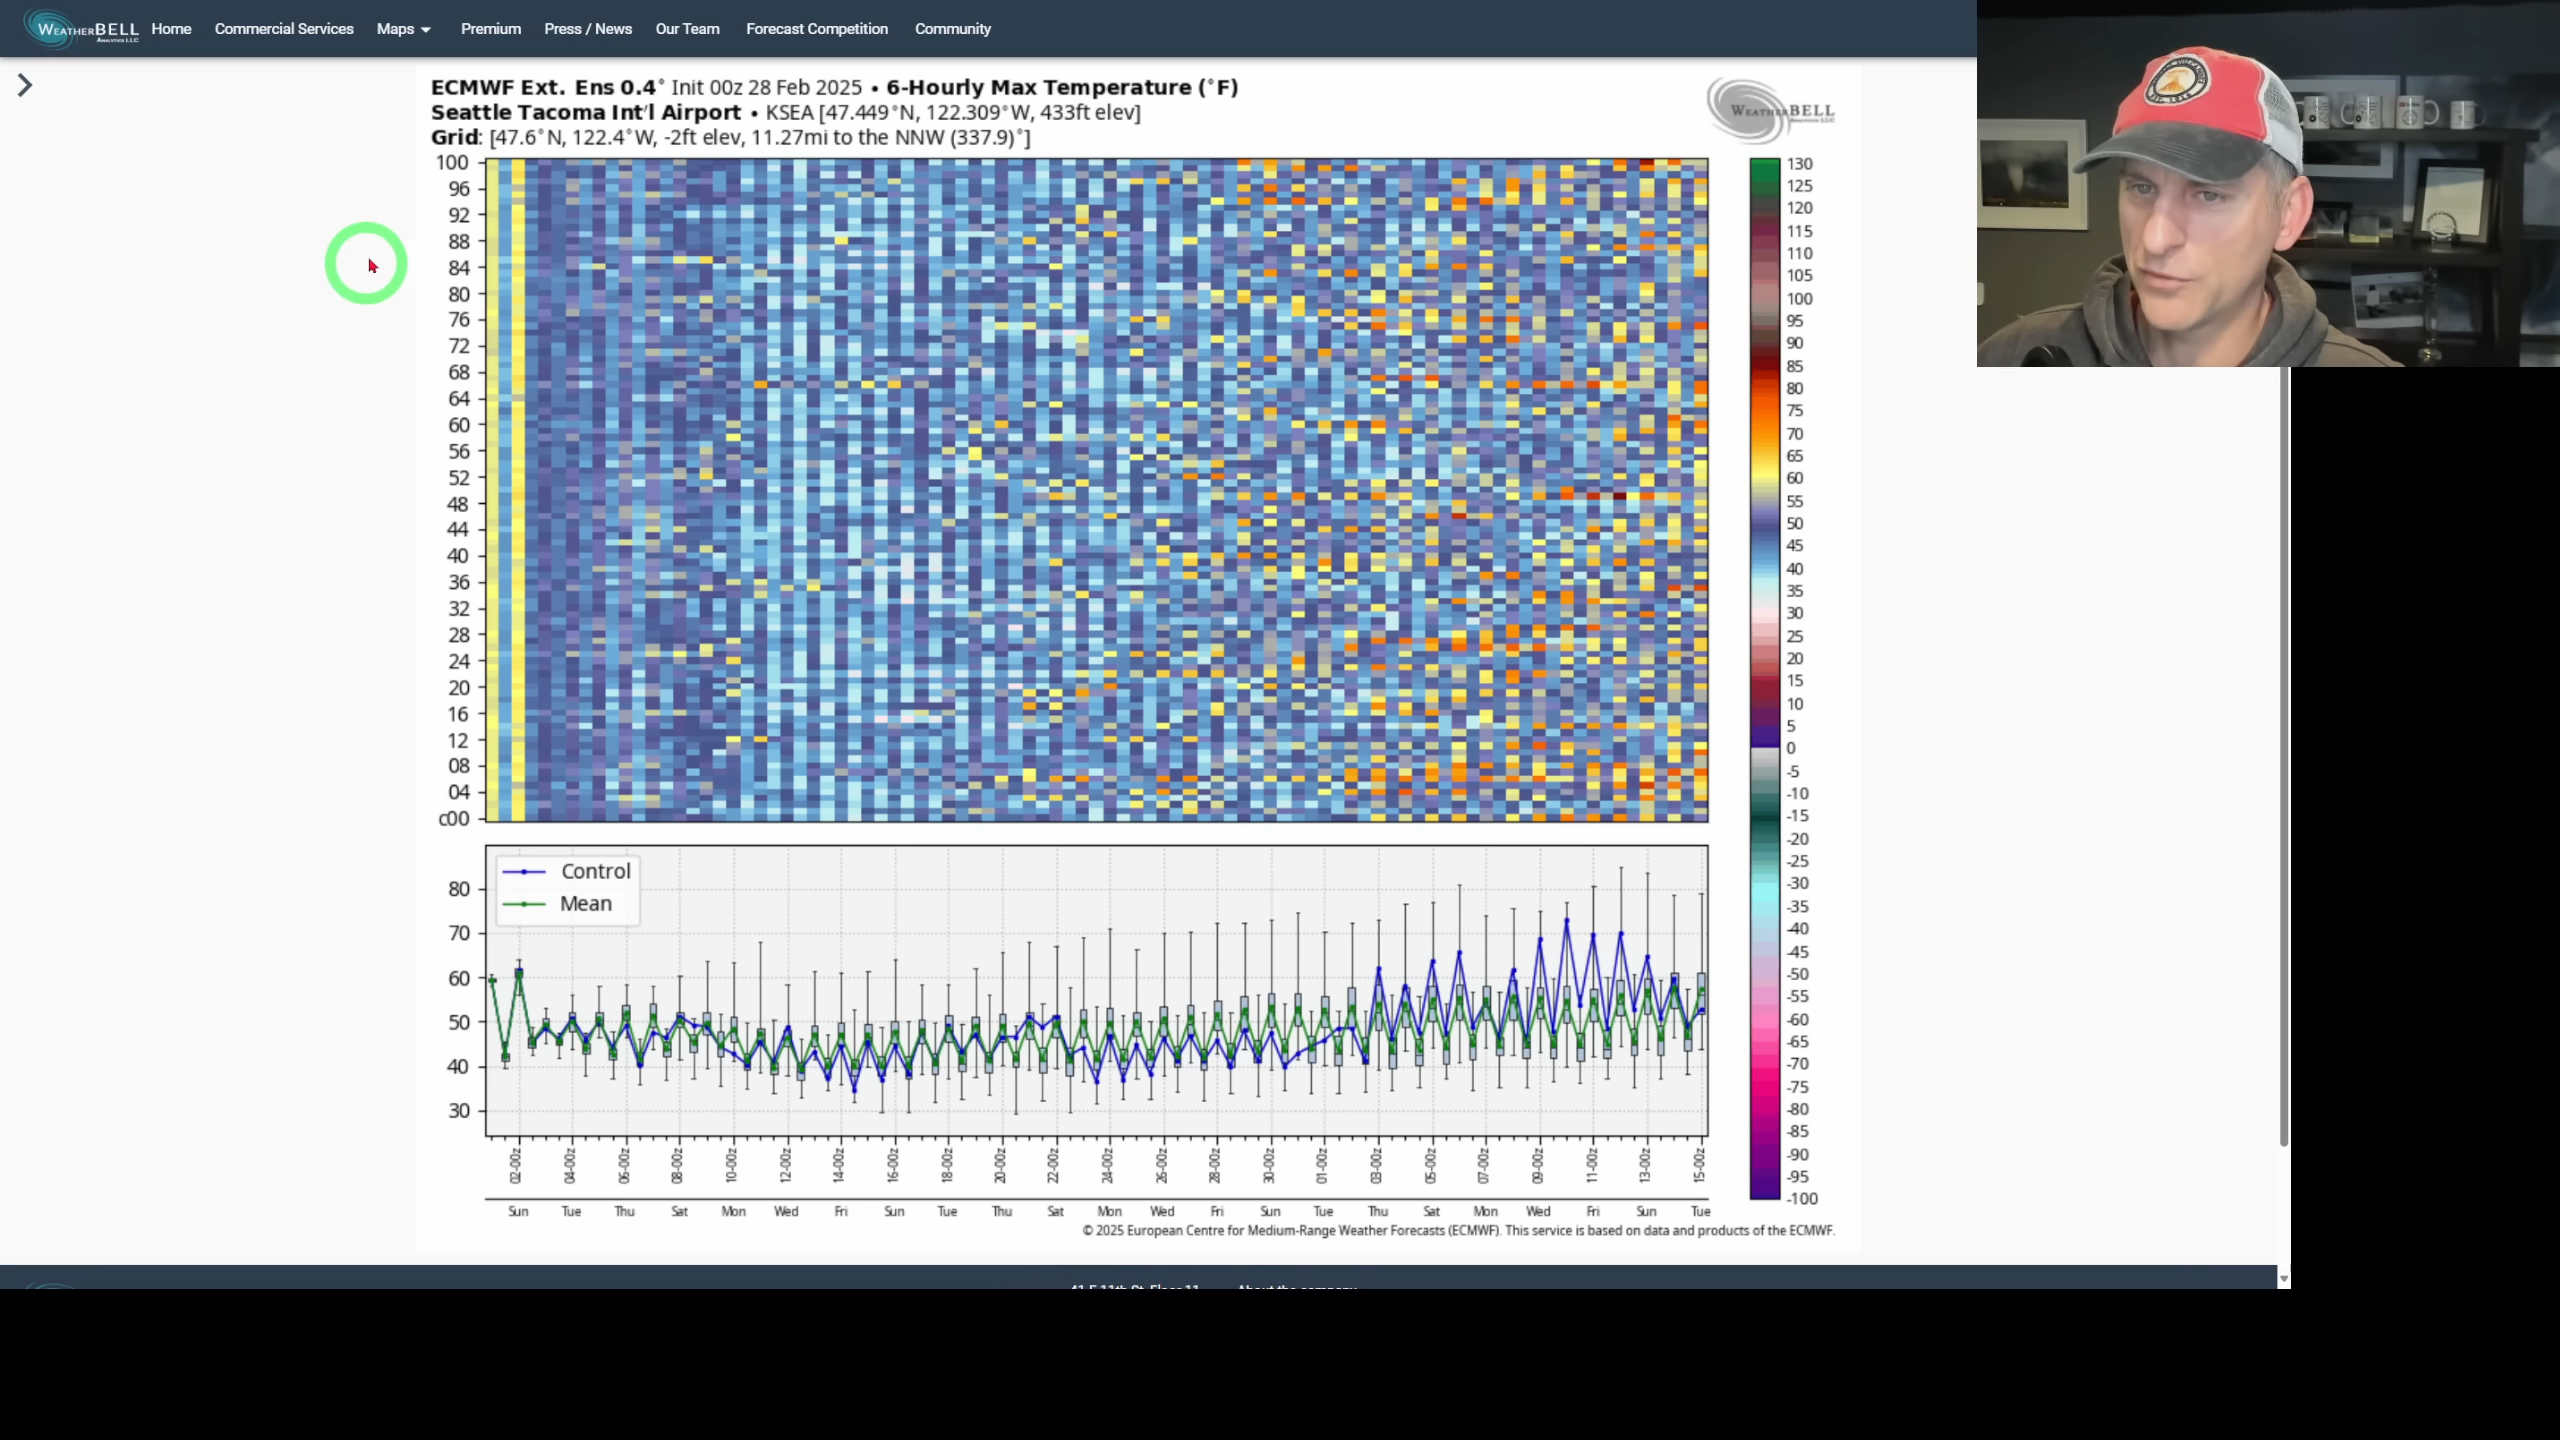 WEATHERBELL
ANALYTICS LLC
Home
Commercial Services
Maps
Premium
Press / News
Our Team
Forecast Competition
Community
ECMWF Ext. Ens 0.4° Init 00z 28 Feb 2025 • 6-Hourly Max Temperature (°F)
Seattle Tacoma Int'l Airport • KSEA [47.449°N, 122.309°W, 433ft elev]
Grid: [47.6°N, 122.4°W, -2ft elev, 11.27mi to the NNW (337.9)°]
WEATHERBELL
100
96
92
88
84
80
76
72
68
64
60
56
52
48
44
40
36
32
28
24
20
16
12
08
04
c00
130
125
120
115
110
105
100
95
90
85
80
75
70
65
60
55
50
45
40
35
30
25
20
15
10
5
0
-5
-10
-15
-20
-25
-30
-35
-40
-45
-50
-55
-60
-65
-70
-75
-80
-85
-90
-95
-100
Control
Mean
80
70
60
50
40
30
02-00z
04-00z
06-00z
08-00z
10-00z
12-00z
14-00z
16-00z
18-00z
20-00z
22-00z
24-00z
26-00z
28-00z
30-00z
01-00z
03-00z
05-00z
07-00z
09-00z
11-00z
13-00z
15-00z
Sun Tue Thu Sat Mon Wed Fri Sun Tue Thu Sat Mon Wed Fri Sun Tue Thu Sat Mon Wed Fri Sun Tue
© 2025 European Centre for Medium-Range Weather Forecasts (ECMWF). This service is based on data and products of the ECMWF.
41 E 11th St. Floor 11
About the company